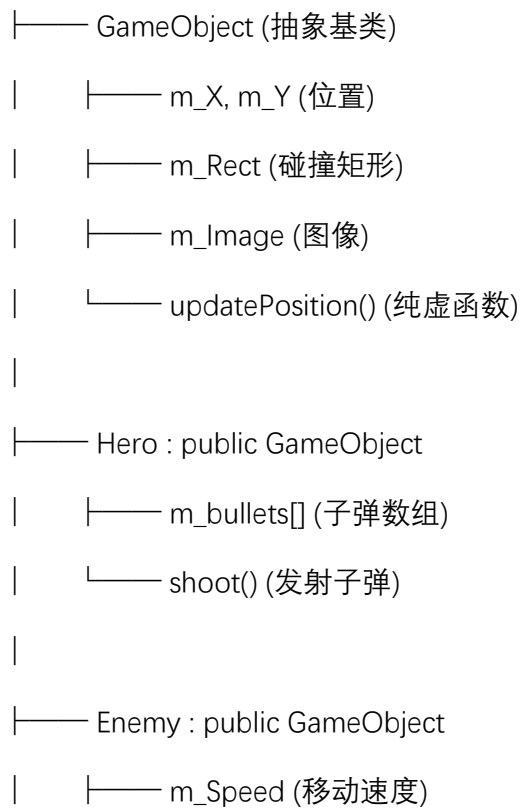 ├── GameObject (抽象基类)
│ ├── m_X, m_Y (位置)
│ ├── m_Rect (碰撞矩形)
│ ├── m_Image (图像)
│ └── updatePosition() (纯虚函数)
│
├── Hero : public GameObject
│ ├── m_bullets[] (子弹数组)
│ └── shoot() (发射子弹)
│
├── Enemy : public GameObject
│ ├── m_Speed (移动速度)